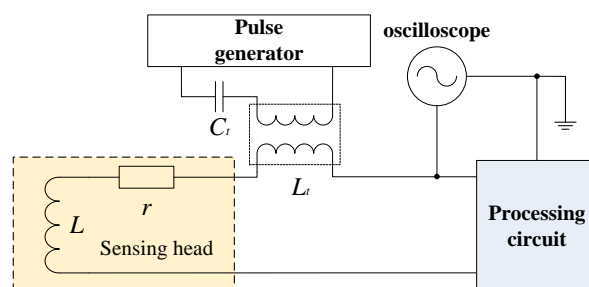 Pulse
generator
oscilloscope
Cₜ
Lₜ
r
L
Sensing head
Processing
circuit